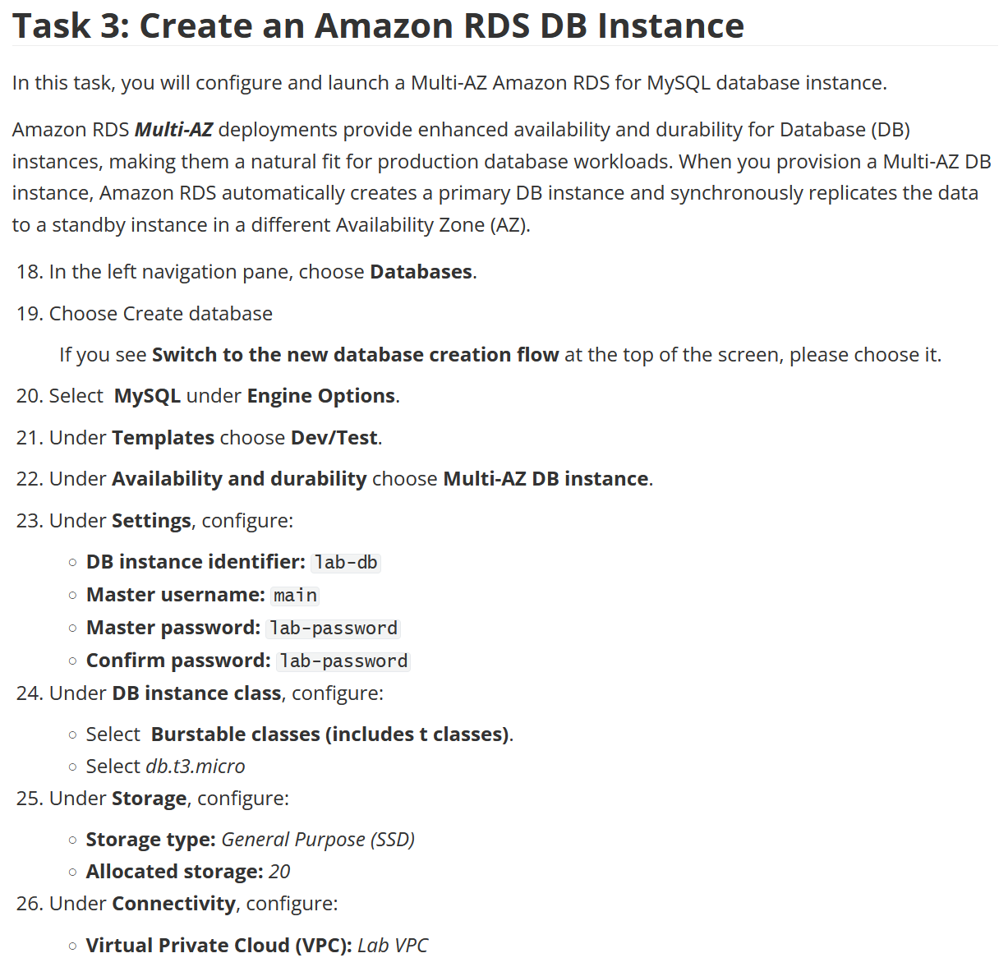 Task 3: Create an Amazon RDS DB Instance
In this task, you will configure and launch a Multi-AZ Amazon RDS for MySQL database instance.
Amazon RDS Multi-AZ deployments provide enhanced availability and durability for Database (DB)
instances, making them a natural fit for production database workloads. When you provision a Multi-AZ DB
instance, Amazon RDS automatically creates a primary DB instance and synchronously replicates the data
to a standby instance in a different Availability Zone (AZ).
18. In the left navigation pane, choose Databases.
19. Choose Create database
If you see Switch to the new database creation flow at the top of the screen, please choose it.
20. Select MySQL under Engine Options.
21. Under Templates choose Dev/Test.
22. Under Availability and durability choose Multi-AZ DB instance.
23. Under Settings, configure:
◦ DB instance identifier: lab-db
◦ Master username: main
◦ Master password: lab-password
◦ Confirm password: lab-password
24. Under DB instance class, configure:
◦ Select Burstable classes (includes t classes).
◦ Select db.t3.micro
25. Under Storage, configure:
◦ Storage type: General Purpose (SSD)
◦ Allocated storage: 20
26. Under Connectivity, configure:
◦ Virtual Private Cloud (VPC): Lab VPC